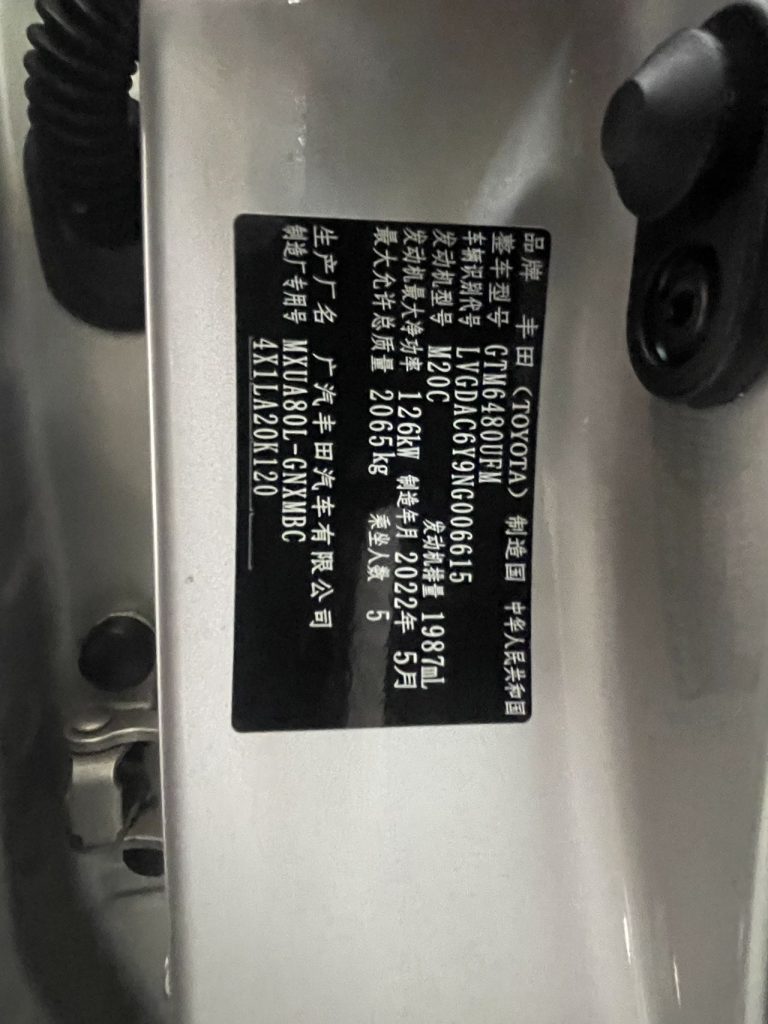 品牌 丰田（TOYOTA） 制造国 中华人民共和国
整车型号 GTM6480UFM
车辆识别代号 LVGDAC6Y9NG006615
发动机型号 M20C 发动机排量 1987mL
发动机最大净功率 126kW 制造年月 2022年 5月
最大允许总质量 2065kg 乘坐人数 5
生产厂名 广汽丰田汽车有限公司
制造厂专用号 MXUA80L-GNXMBC
4X1LA20K120